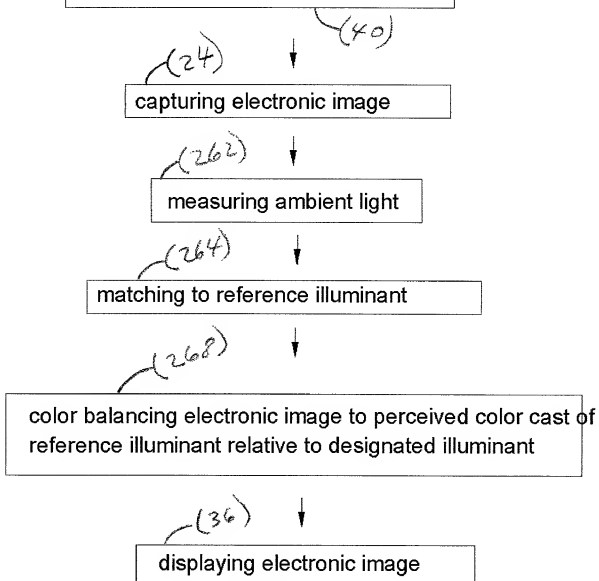 (40)
(24)
capturing electronic image
(262)
measuring ambient light
(264)
matching to reference illuminant
(268)
color balancing electronic image to perceived color cast of
reference illuminant relative to designated illuminant
(36)
displaying electronic image